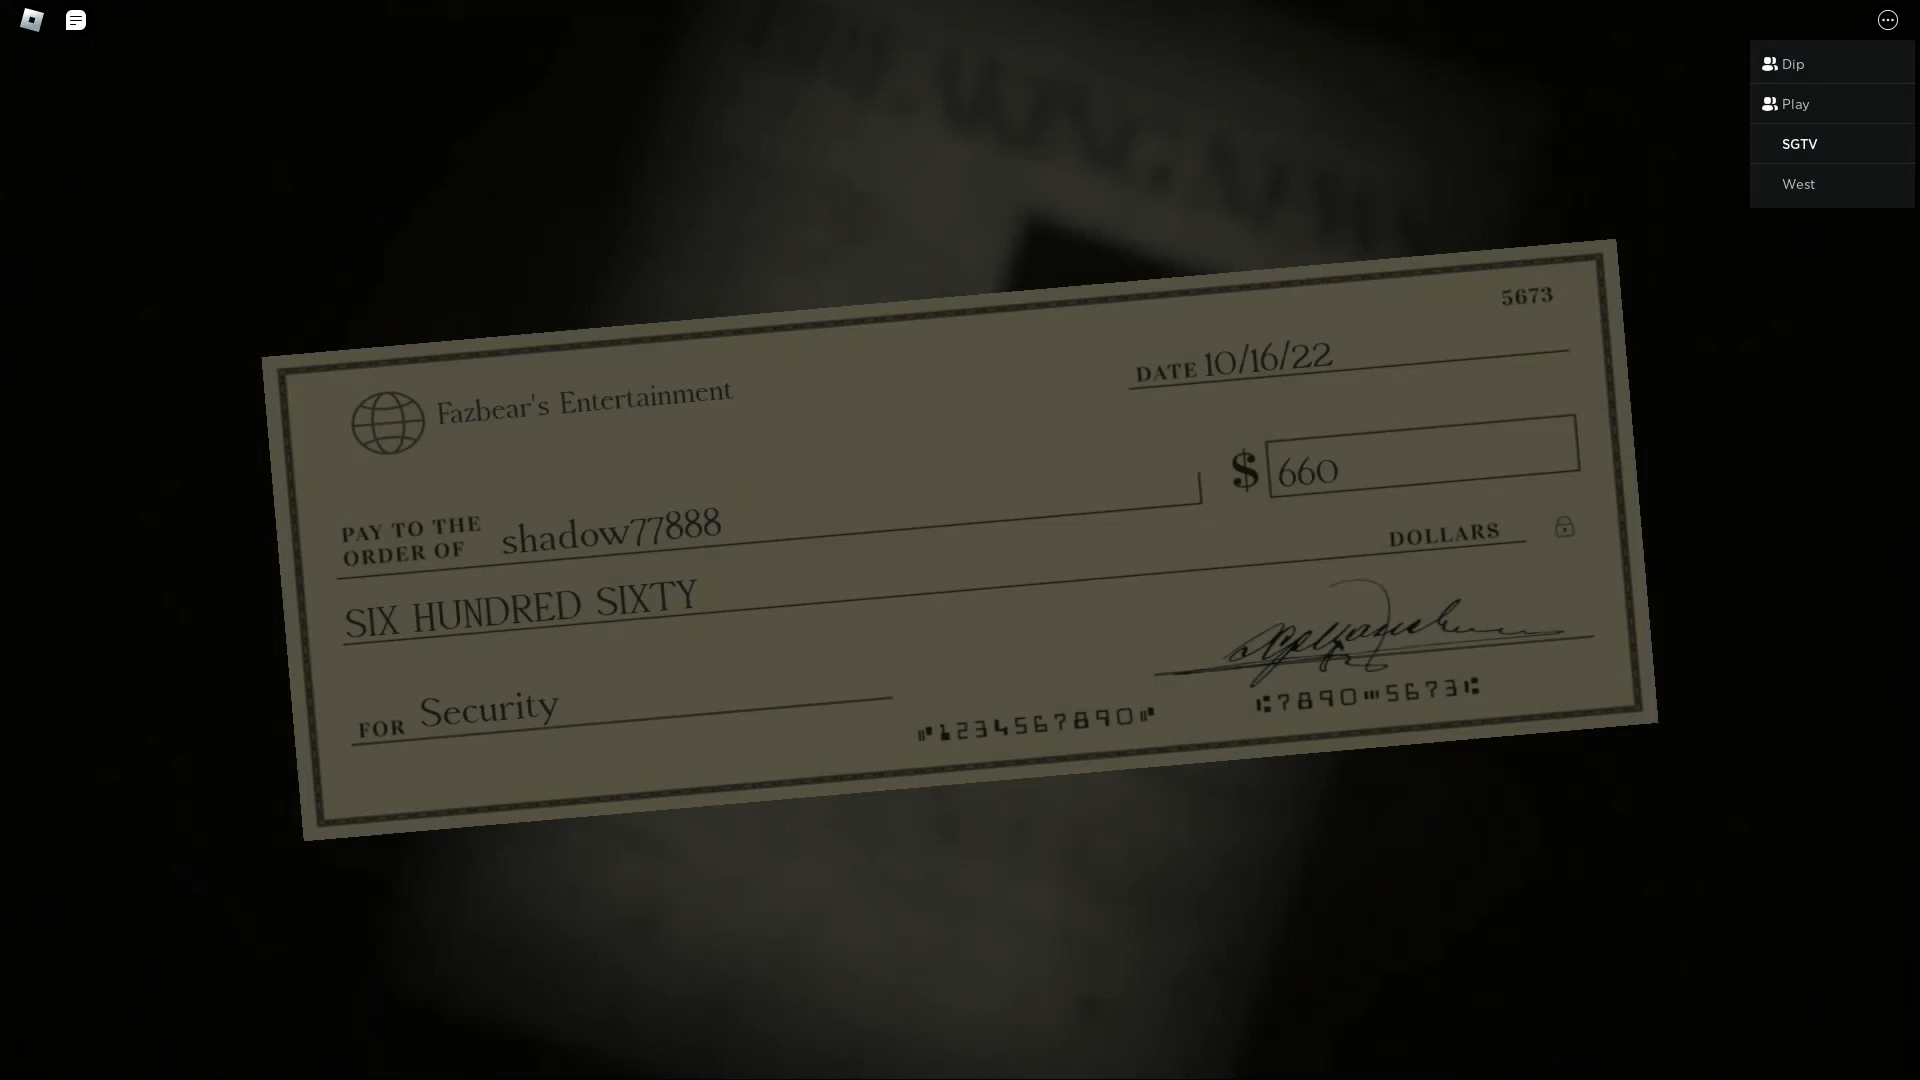 Dip
Play
SGTV
West
5673
DATE 10/16/22
Fazbear's Entertainment
$ 660
PAY TO THE
ORDER OF shadow77888
DOLLARS
SIX HUNDRED SIXTY
FOR Security
1234567890
7890 5673